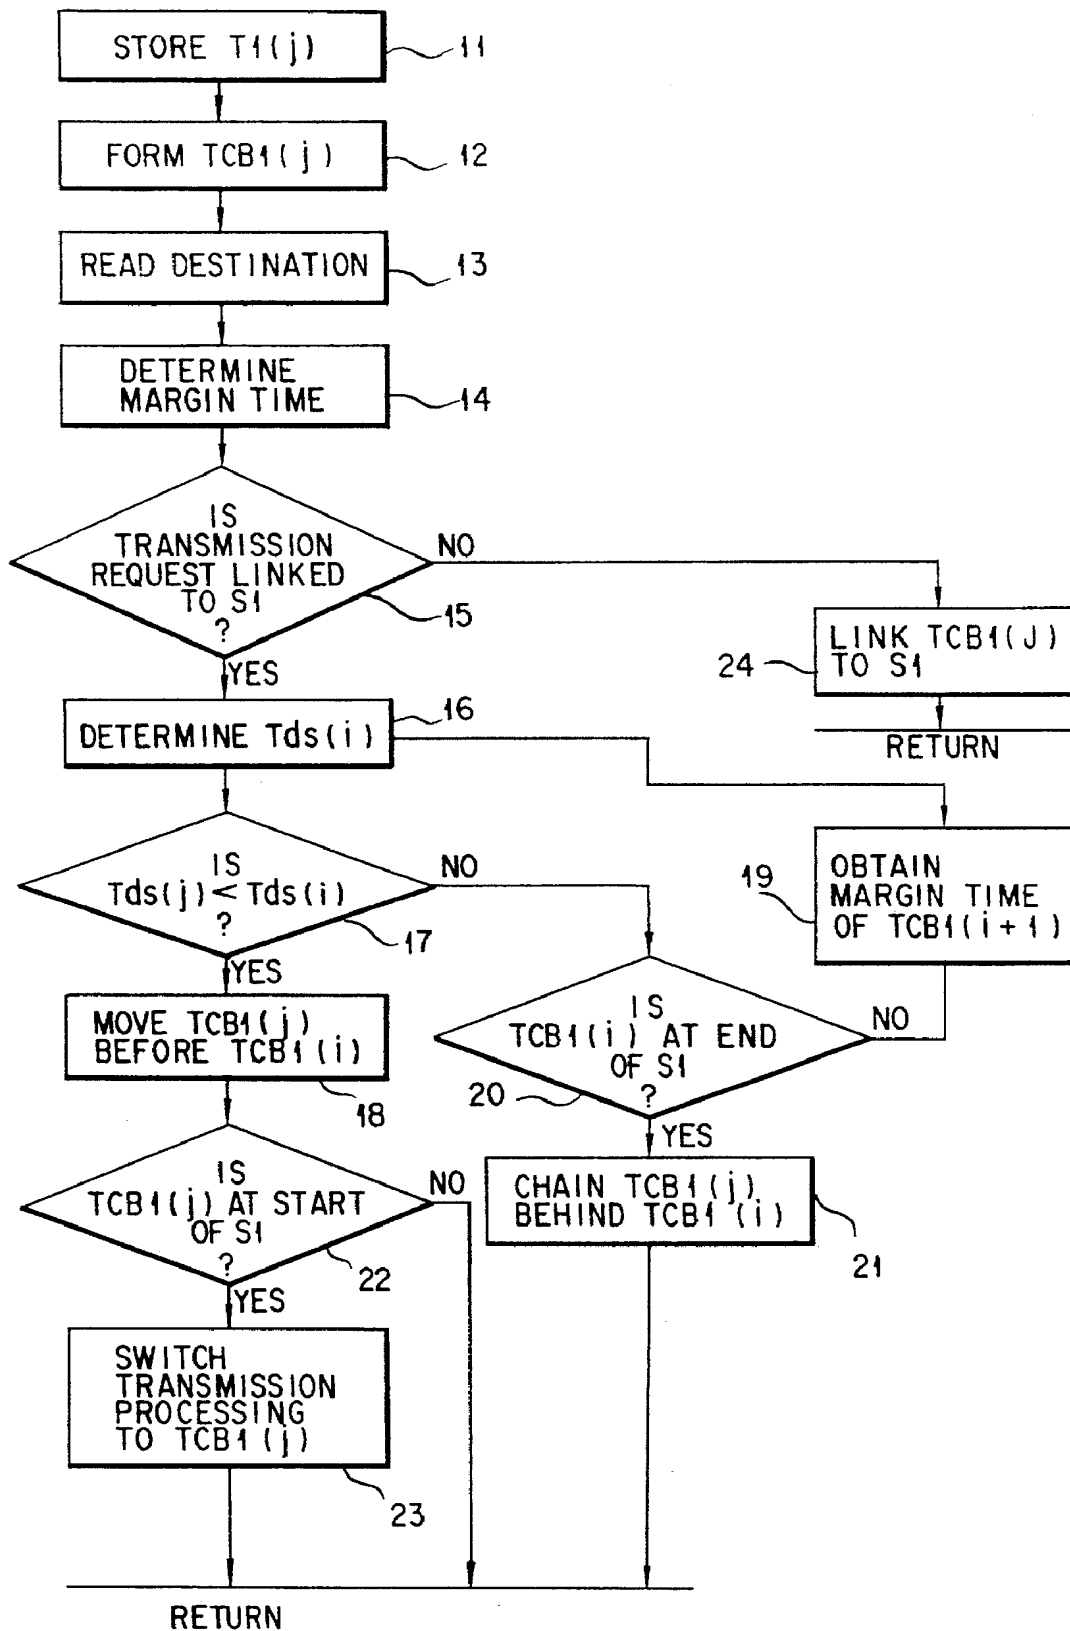 STORE T1(j)
11
FORM TCB1(j)
12
READ DESTINATION
13
DETERMINE
MARGIN TIME
14
IS
TRANSMISSION
REQUEST LINKED
TO S1
?
15
NO
YES
LINK TCB1(J)
TO S1
24
RETURN
DETERMINE Tds(i)
16
IS
Tds(j) < Tds(i)
?
17
NO
YES
OBTAIN
MARGIN TIME
OF TCB1(i+1)
19
MOVE TCB1(j)
BEFORE TCB1(i)
18
IS
TCB1(i) AT END
OF S1
?
20
NO
YES
IS
TCB1(j) AT START
OF S1
?
22
NO
YES
CHAIN TCB1(j)
BEHIND TCB1(i)
21
SWITCH
TRANSMISSION
PROCESSING
TO TCB1(j)
23
RETURN